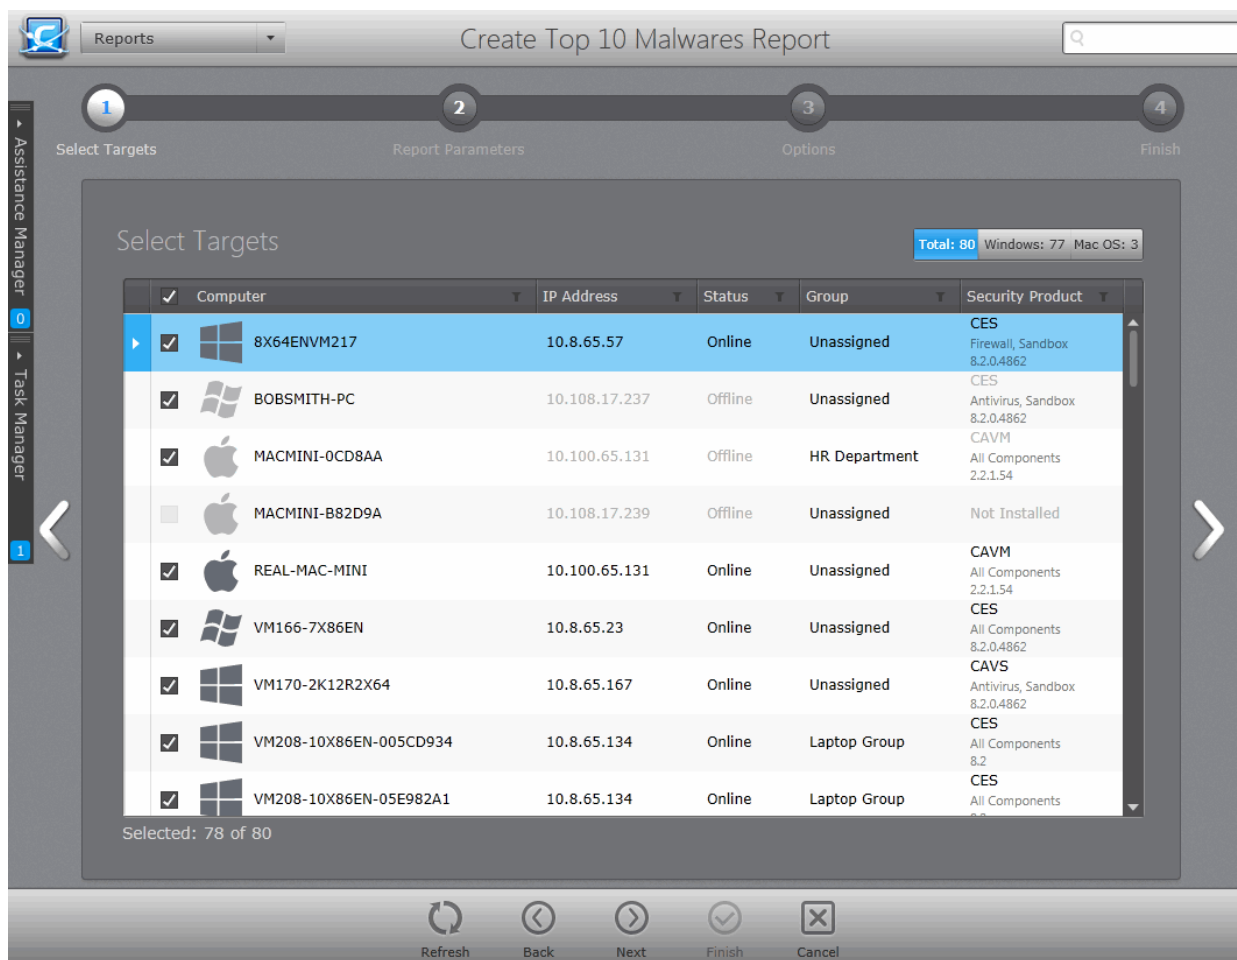 Reports
Create Top 10 Malwares Report
1
2
3
4
Select Targets
Report Parameters
Options
Finish
Assistance Manager
0
Task Manager
1
Select Targets
Total: 80 Windows: 77 Mac OS: 3
Computer IP Address Status Group Security Product
8X64ENVM217 10.8.65.57 Online Unassigned CES
Firewall, Sandbox
8.2.0.4862
BOBSMITH-PC 10.108.17.237 Offline Unassigned CES
Antivirus, Sandbox
8.2.0.4862
MACMINI-0CD8AA 10.100.65.131 Offline HR Department CAVM
All Components
2.2.1.54
MACMINI-B82D9A 10.108.17.239 Offline Unassigned Not Installed
REAL-MAC-MINI 10.100.65.131 Online Unassigned CAVM
All Components
2.2.1.54
VM166-7X86EN 10.8.65.23 Online Unassigned CES
All Components
8.2.0.4862
VM170-2K12R2X64 10.8.65.167 Online Unassigned CAVS
Antivirus, Sandbox
8.2.0.4862
VM208-10X86EN-005CD934 10.8.65.134 Online Laptop Group CES
All Components
8.2
VM208-10X86EN-05E982A1 10.8.65.134 Online Laptop Group CES
All Components
Selected: 78 of 80
Refresh Back Next Finish Cancel